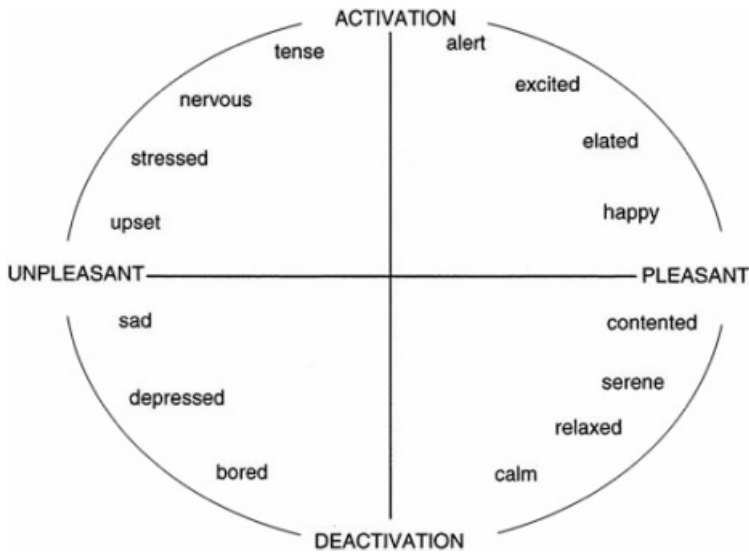 ACTIVATION
tense
alert
nervous
excited
stressed
elated
upset
happy
UNPLEASANT
PLEASANT
sad
contented
depressed
serene
relaxed
bored
calm
DEACTIVATION